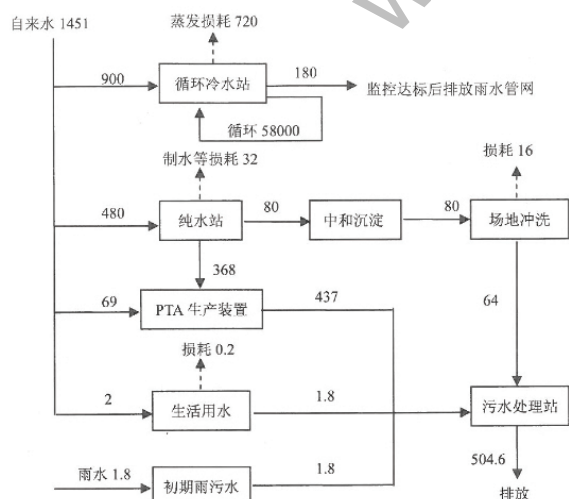 自来水 1451
蒸发损耗 720
900
循环冷水站
180
监控达标后排放雨水管网
循环 58000
制水等损耗 32
损耗 16
480
纯水站
80
中和沉淀
80
场地冲洗
368
69
PTA 生产装置
437
64
损耗 0.2
2
生活用水
1.8
污水处理站
雨水 1.8
初期雨污水
1.8
504.6
排放